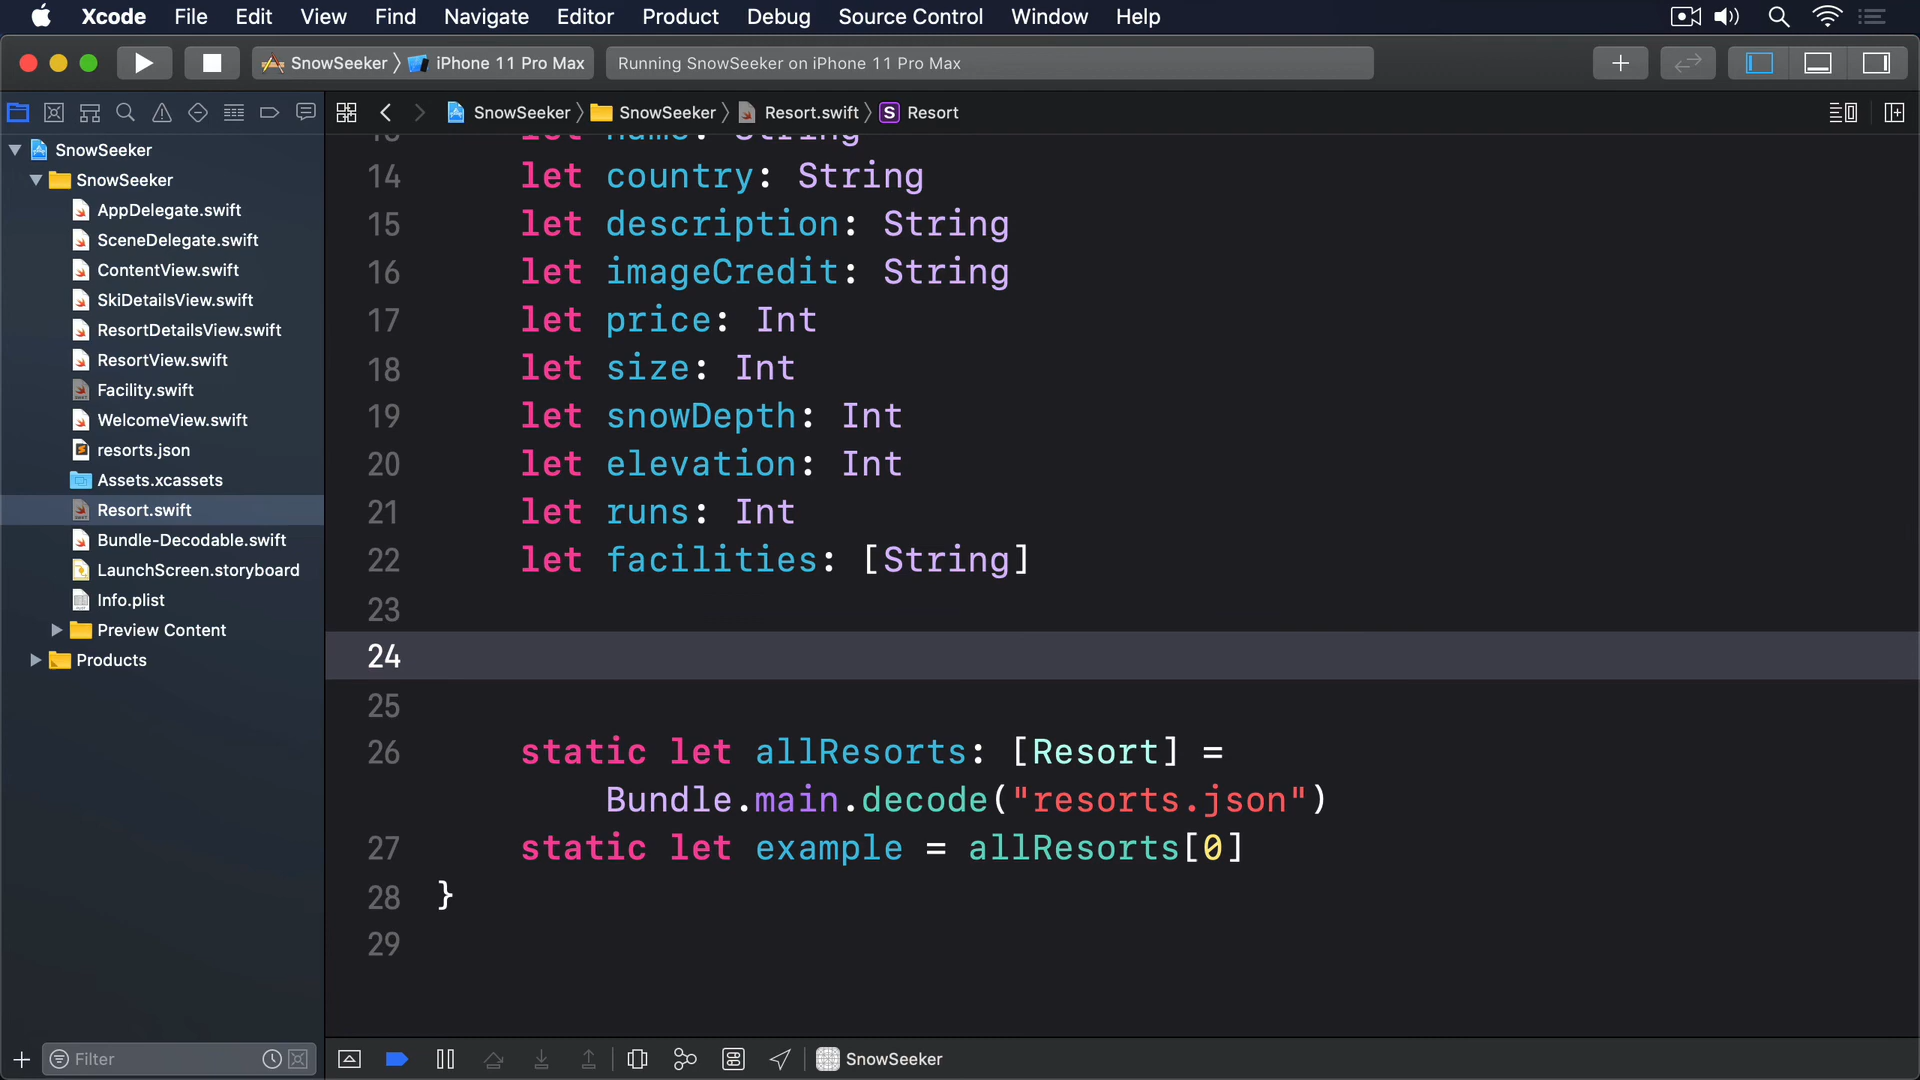 Xcode File Edit View Find Navigate Editor Product Debug Source Control Window Help
SnowSeeker iPhone 11 Pro Max Running SnowSeeker on iPhone 11 Pro Max
SnowSeeker SnowSeeker Resort.swift S Resort
SnowSeeker
SnowSeeker
AppDelegate.swift
SceneDelegate.swift
ContentView.swift
SkiDetailsView.swift
ResortDetailsView.swift
ResortView.swift
Facility.swift
WelcomeView.swift
resorts.json
Assets.xcassets
Resort.swift
Bundle-Decodable.swift
LaunchScreen.storyboard
Info.plist
Preview Content
Products
Filter
13 let name: String
14 let country: String
15 let description: String
16 let imageCredit: String
17 let price: Int
18 let size: Int
19 let snowDepth: Int
20 let elevation: Int
21 let runs: Int
22 let facilities: [String]
23
24
25
26 static let allResorts: [Resort] =
Bundle.main.decode("resorts.json")
27 static let example = allResorts[0]
28 }
29
SnowSeeker